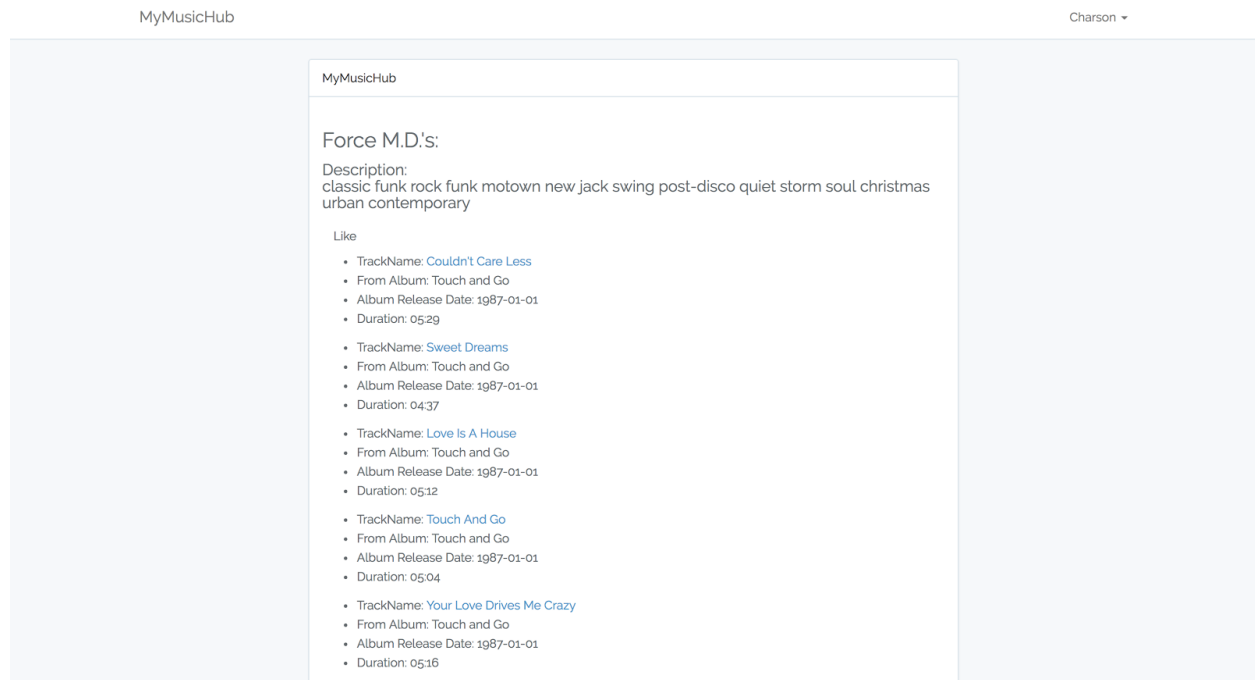 MyMusicHub
Charson
MyMusicHub
Force M.D.'s:
Description:
classic funk rock funk motown new jack swing post-disco quiet storm soul christmas
urban contemporary
Like
TrackName: Couldn't Care Less
From Album: Touch and Go
Album Release Date: 1987-01-01
Duration: 05:29
TrackName: Sweet Dreams
From Album: Touch and Go
Album Release Date: 1987-01-01
Duration: 04:37
TrackName: Love Is A House
From Album: Touch and Go
Album Release Date: 1987-01-01
Duration: 05:12
TrackName: Touch And Go
From Album: Touch and Go
Album Release Date: 1987-01-01
Duration: 05:04
TrackName: Your Love Drives Me Crazy
From Album: Touch and Go
Album Release Date: 1987-01-01
Duration: 05:16